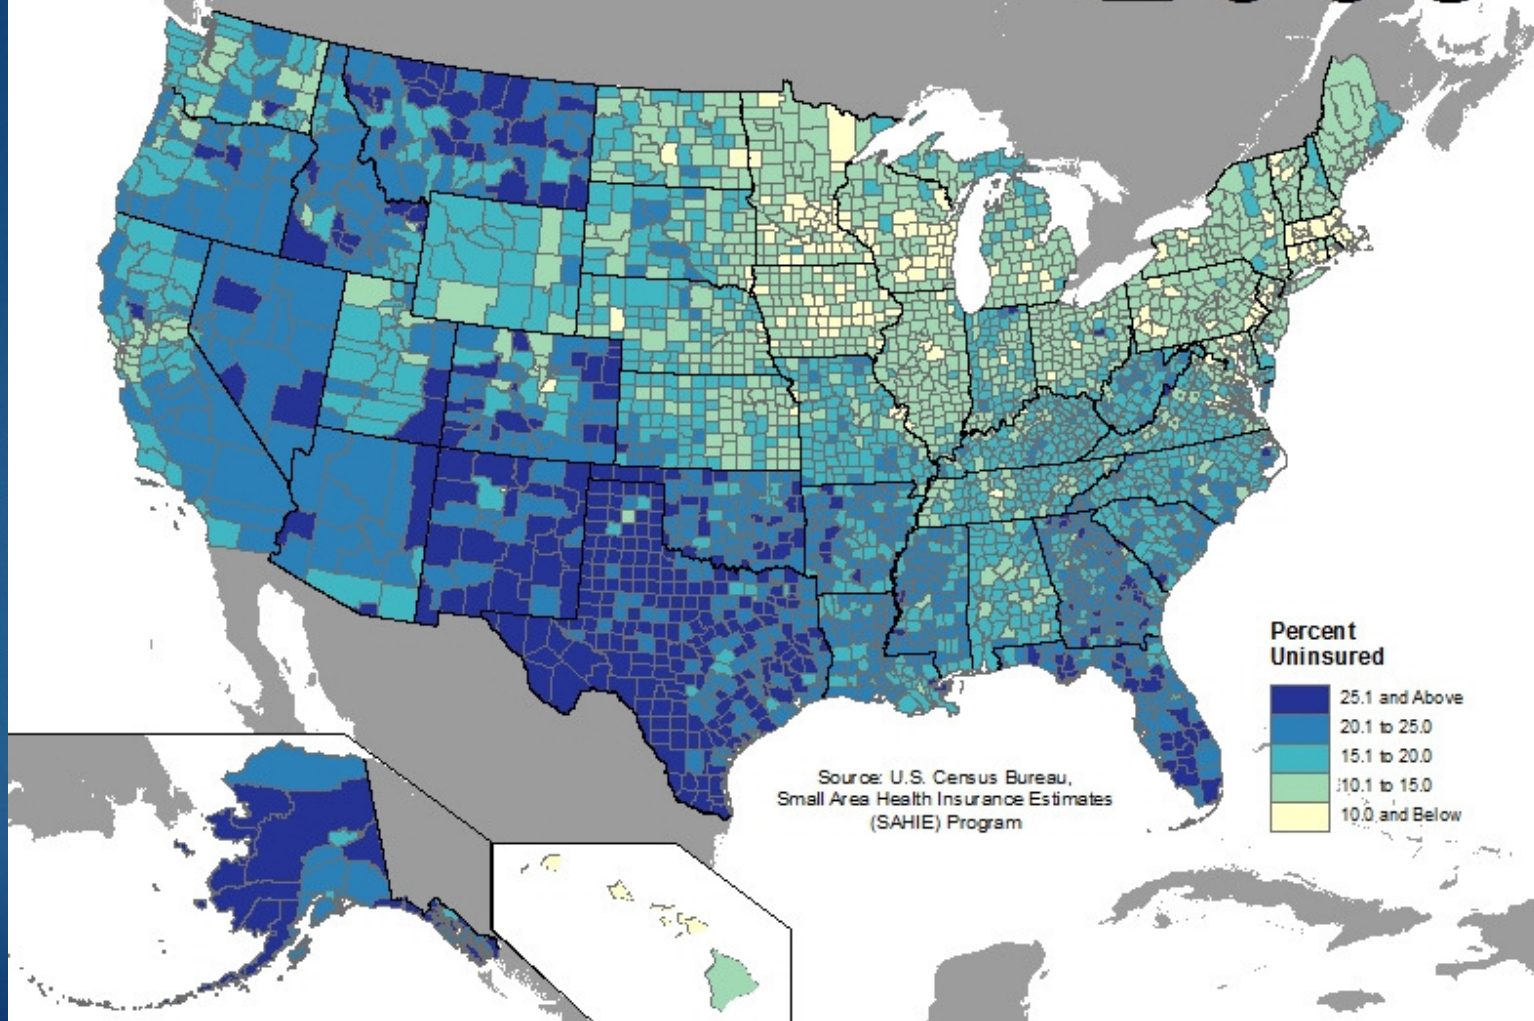 Percent
Uninsured
25.1 and Above
20.1 to 25.0
15.1 to 20.0
10.1 to 15.0
10.0 and Below
Source: U.S. Census Bureau,
Small Area Health Insurance Estimates
(SAHIE) Program